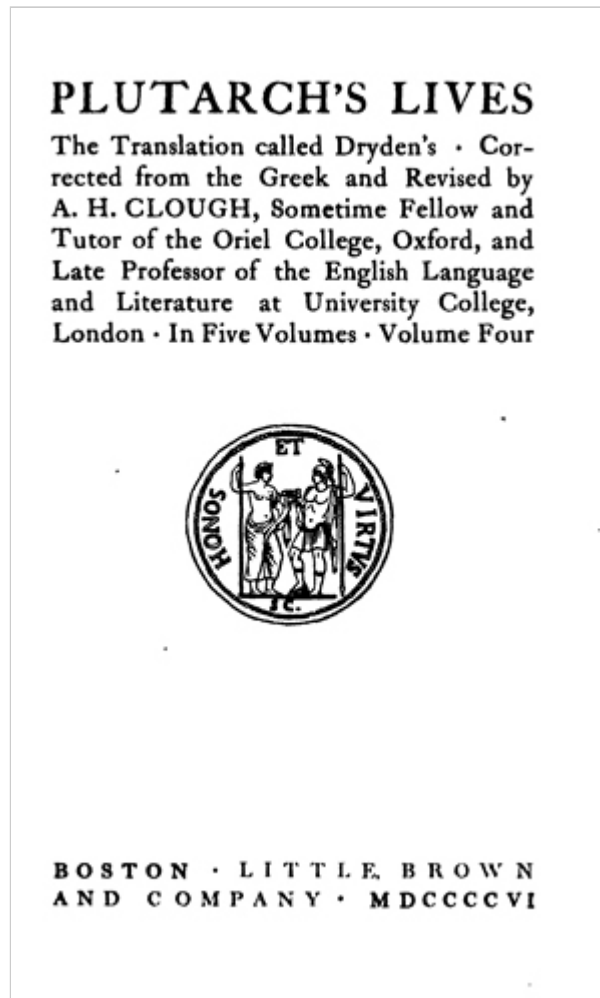 PLUTARCH'S LIVES
The Translation called Dryden's · Cor-
rected from the Greek and Revised by
A. H. CLOUGH, Sometime Fellow and
Tutor of the Oriel College, Oxford, and
Late Professor of the English Language
and Literature at University College,
London · In Five Volumes · Volume Four
HONOS
ET
VIRTVS
SC.
BOSTON · LITTLE, BROWN
AND COMPANY · MDCCCCVI